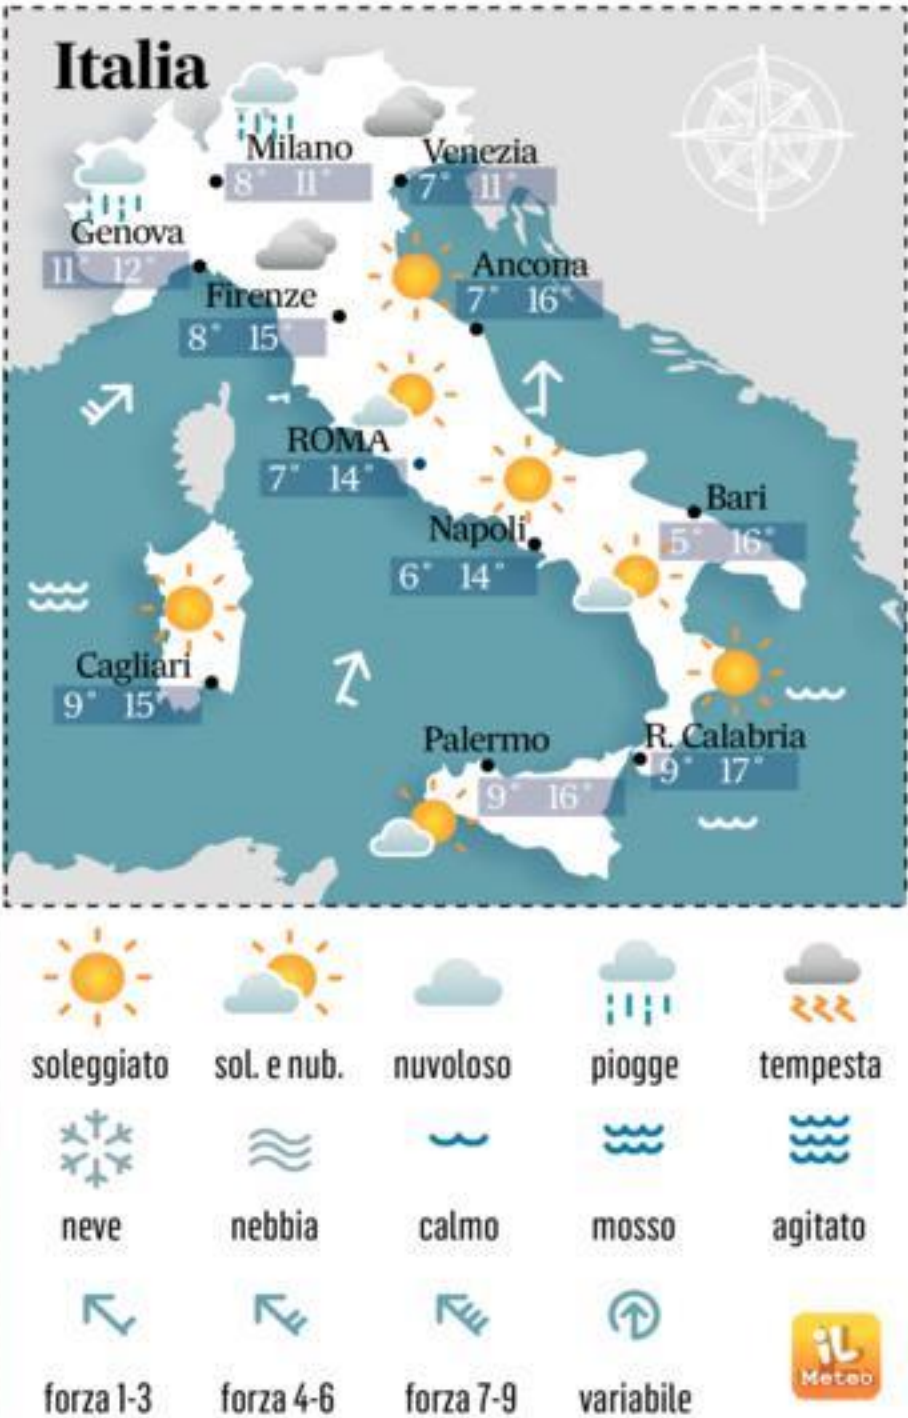 Italia
Milano
8° 11°
Venezia
7° 11°
Genova
11° 12°
Firenze
8° 15°
Ancona
7° 16°
ROMA
7° 14°
Napoli
6° 14°
Bari
5° 16°
Cagliari
9° 15°
Palermo
9° 16°
R. Calabria
9° 17°
soleggiato sol. e nub. nuvoloso piogge tempesta
neve nebbia calmo mosso agitato
forza 1-3 forza 4-6 forza 7-9 variabile
iL
Meteo